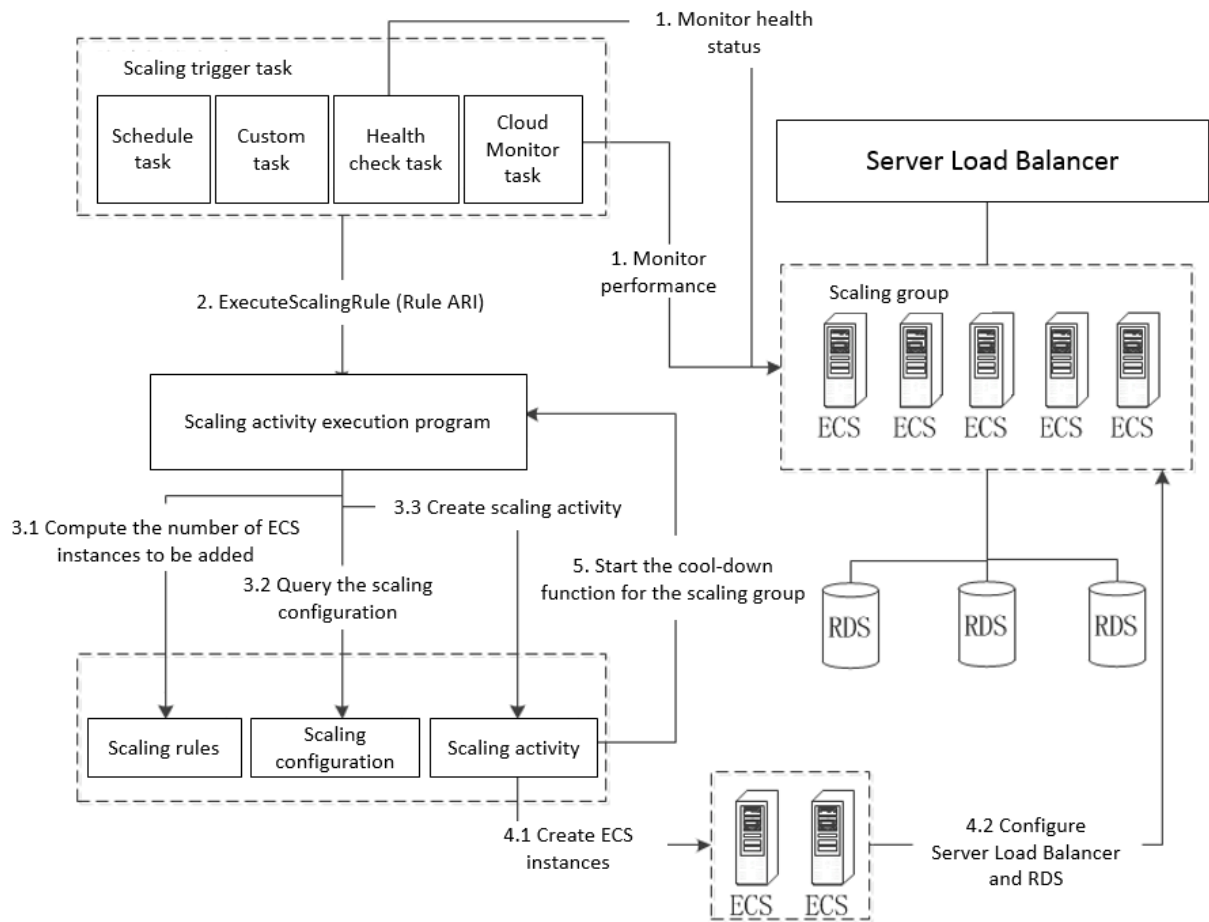 1. Monitor health
status
Scaling trigger task
Schedule
task
Custom
task
Health
check task
Cloud
Monitor
task
Server Load Balancer
1. Monitor
performance
2. ExecuteScalingRule (Rule ARI)
Scaling group
ECS
ECS
ECS
ECS
ECS
Scaling activity execution program
3.1 Compute the number of ECS
instances to be added
3.3 Create scaling activity
3.2 Query the scaling
configuration
5. Start the cool-down
function for the scaling group
RDS
RDS
RDS
Scaling rules
Scaling
configuration
Scaling activity
4.1 Create ECS
instances
ECS
ECS
4.2 Configure
Server Load Balancer
and RDS